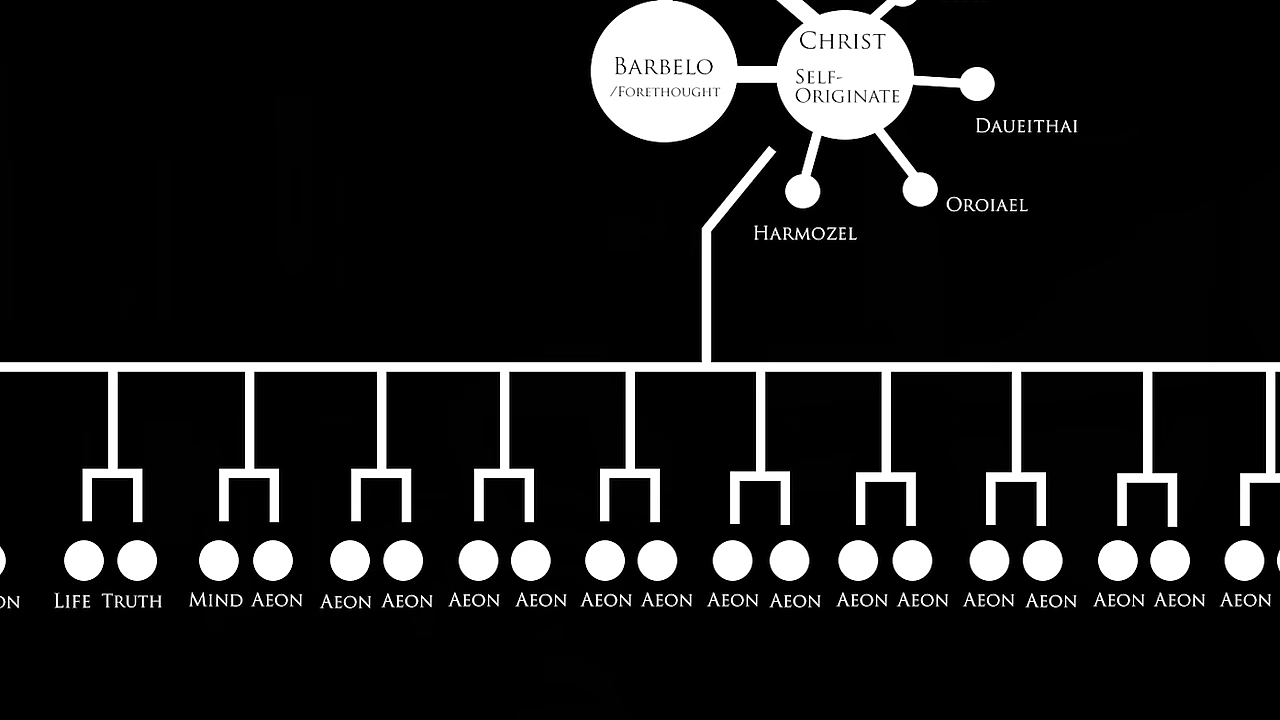 Christ
Self-
Originate
Barbelo
/Forethought
Daueithai
Oroiael
Harmozel
Life Truth Mind Aeon Aeon Aeon Aeon Aeon Aeon Aeon Aeon Aeon Aeon Aeon Aeon Aeon Aeon Aeon Aeon